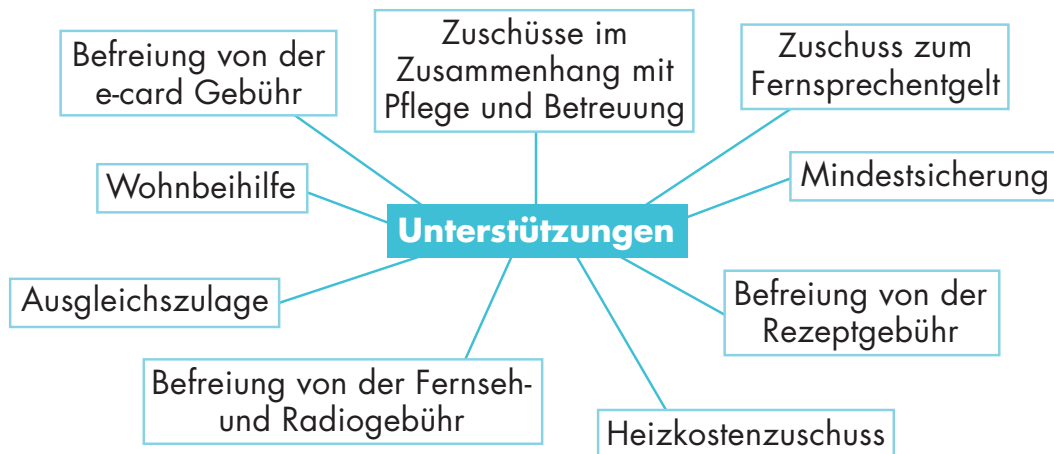 Befreiung von der
e-card Gebühr
Zuschüsse im
Zusammenhang mit
Pflege und Betreuung
Zuschuss zum
Fernsprechentgelt
Wohnbeihilfe
Mindestsicherung
Unterstützungen
Ausgleichszulage
Befreiung von der
Rezeptgebühr
Befreiung von der Fernseh-
und Radiogebühr
Heizkostenzuschuss